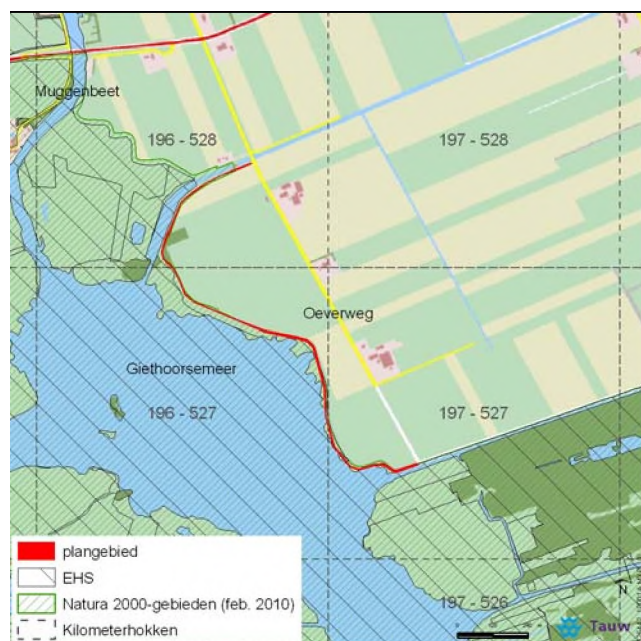 Muggenbeet
196 - 528
197 - 528
Oeverweg
Giethoorsemeer
196 - 527
197 - 527
plangebied
EHS
Natura 2000-gebieden (feb. 2010)
Kilometerhokken
197 - 526
N
Tauw